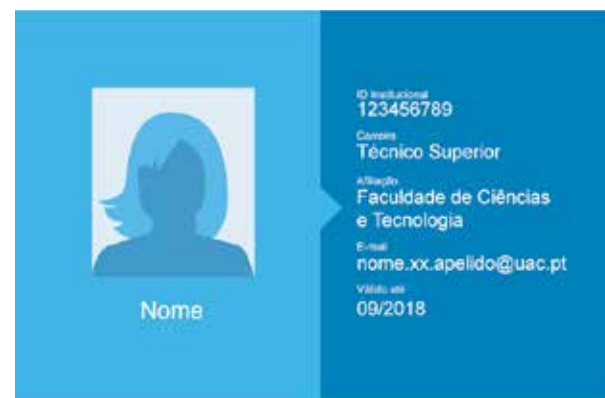 Nome
ID Institucional
123456789
Carreira
Técnico Superior
Afiliação
Faculdade de Ciências
e Tecnologia
E-mail
nome.xx.apelido@uac.pt
Válido até
09/2018